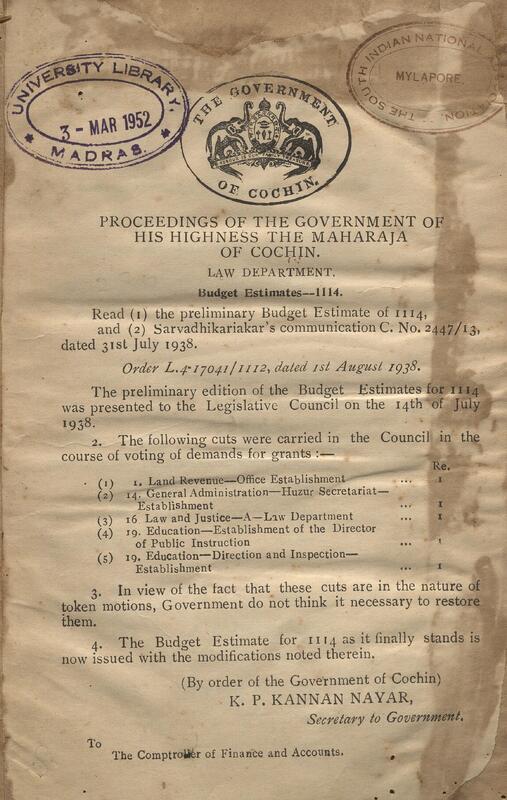 UNIVERSITY LIBRARY,
3 - MAR 1952
* MADRAS. *
THE SOUTH INDIAN NATIONAL
MYLAPORE
THE GOVERNMENT
OF COCHIN.
PROCEEDINGS OF THE GOVERNMENT OF
HIS HIGHNESS THE MAHARAJA
OF COCHIN.
LAW DEPARTMENT.
Budget Estimates--1114.
Read (1) the preliminary Budget Estimate of 1114,
and (2) Sarvadhikariakar's communication C. No. 2447/13,
dated 31st July 1938.
Order L.4-17041/1112, dated 1st August 1938.
The preliminary edition of the Budget Estimates for 1114
was presented to the Legislative Council on the 14th of July
1938.
2. The following cuts were carried in the Council in the
course of voting of demands for grants :—
Re.
(1) 1. Land Revenue—Office Establishment ... 1
(2) 14. General Administration—Huzur Secretariat—
Establishment ... 1
(3) 16 Law and Justice—A—Law Department ... 1
(4) 19. Education—Establishment of the Director
of Public Instruction ... 1
(5) 19. Education—Direction and Inspection—
Establishment ... 1
3. In view of the fact that these cuts are in the nature of
token motions, Government do not think it necessary to restore
them.
4. The Budget Estimate for 1114 as it finally stands is
now issued with the modifications noted therein.
(By order of the Government of Cochin)
K. P. KANNAN NAYAR,
Secretary to Government.
To
The Comptroller of Finance and Accounts.